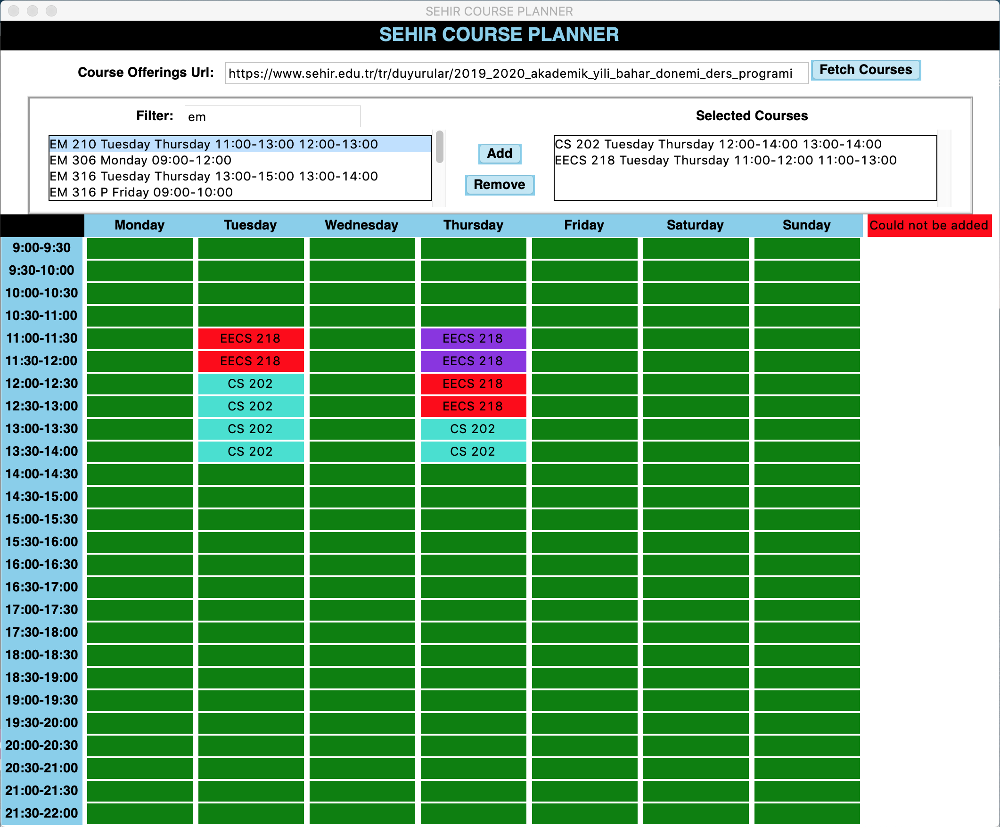 SEHIR COURSE PLANNER
SEHIR COURSE PLANNER
Course Offerings Url: https://www.sehir.edu.tr/tr/duyurular/2019_2020_akademik_yili_bahar_donemi_ders_programi Fetch Courses
Filter: em
Selected Courses
EM 210 Tuesday Thursday 11:00-13:00 12:00-13:00
EM 306 Monday 09:00-12:00
EM 316 Tuesday Thursday 13:00-15:00 13:00-14:00
EM 316 P Friday 09:00-10:00
Add
Remove
CS 202 Tuesday Thursday 12:00-14:00 13:00-14:00
EECS 218 Tuesday Thursday 11:00-12:00 11:00-13:00
Monday Tuesday Wednesday Thursday Friday Saturday Sunday Could not be added
9:00-9:30
9:30-10:00
10:00-10:30
10:30-11:00
11:00-11:30 EECS 218 EECS 218
11:30-12:00 EECS 218 EECS 218
12:00-12:30 CS 202 EECS 218
12:30-13:00 CS 202 EECS 218
13:00-13:30 CS 202 CS 202
13:30-14:00 CS 202 CS 202
14:00-14:30
14:30-15:00
15:00-15:30
15:30-16:00
16:00-16:30
16:30-17:00
17:00-17:30
17:30-18:00
18:00-18:30
18:30-19:00
19:00-19:30
19:30-20:00
20:00-20:30
20:30-21:00
21:00-21:30
21:30-22:00